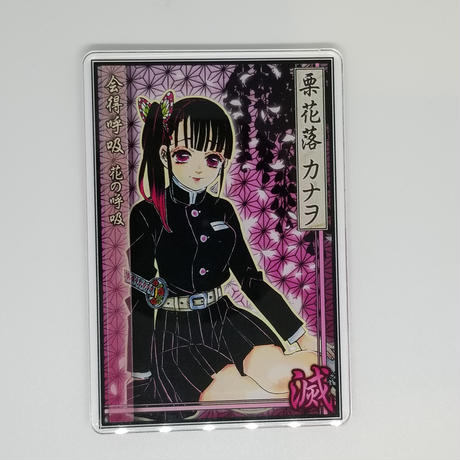 栗花落 カナヲ
会得呼吸 花の呼吸
滅